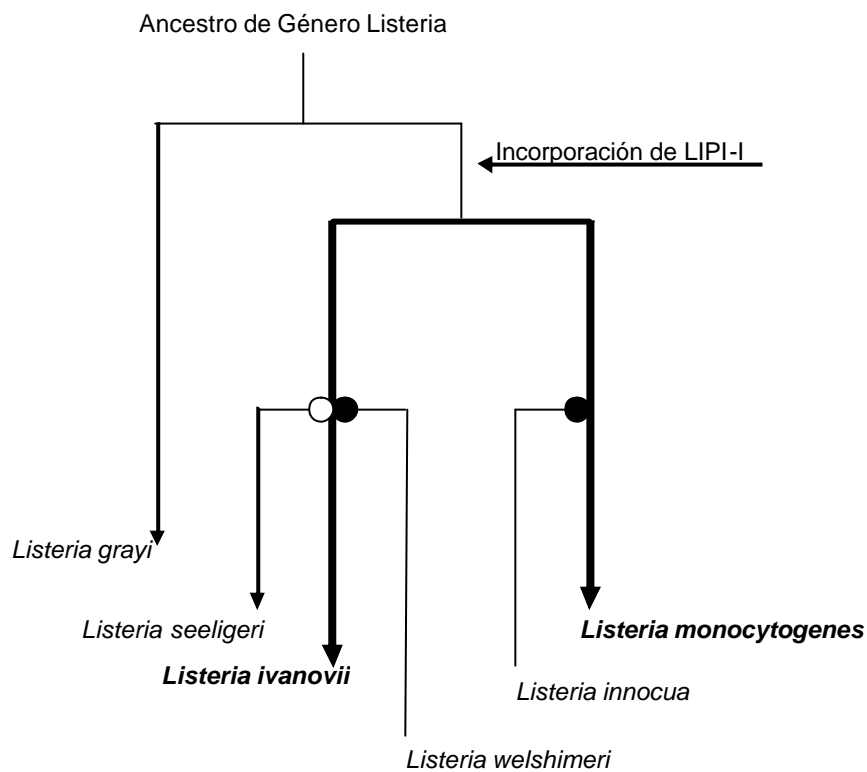 Ancestro de Género Listeria
Incorporación de LIPI-I
Listeria grayi
Listeria seeligeri
Listeria monocytogenes
Listeria ivanovii
Listeria innocua
Listeria welshimeri